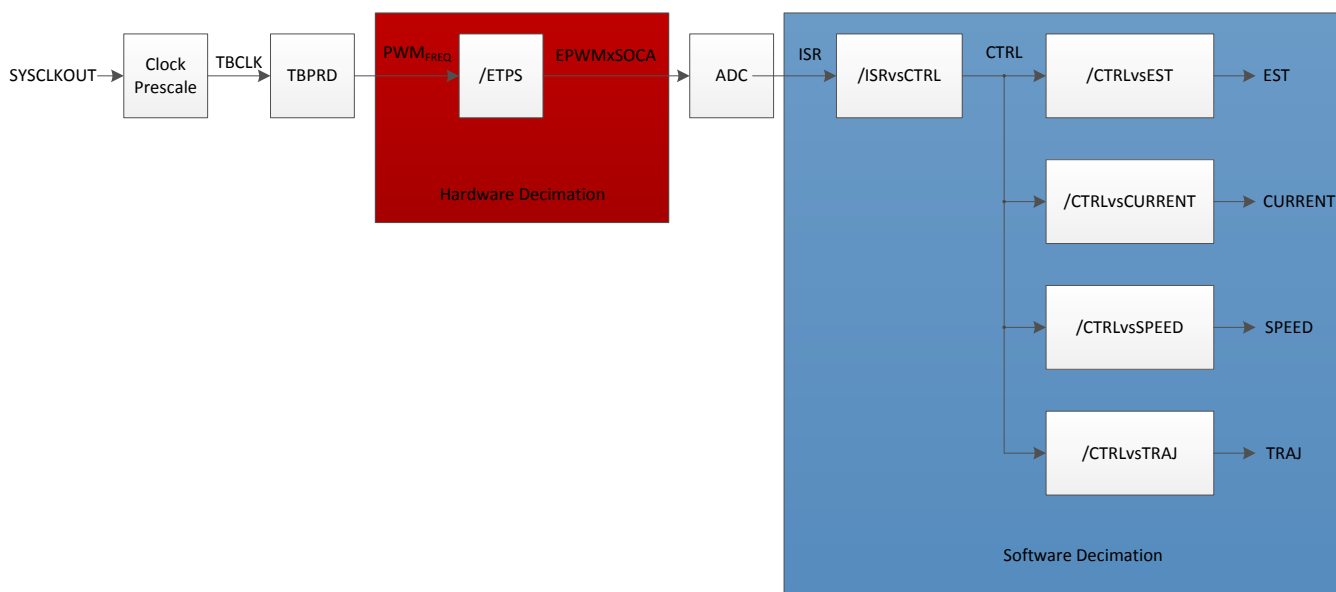 SYSCLKOUT
Clock
Prescale
TBCLK
TBPRD
PWMFREQ
/ETPS
EPWMxSOCA
Hardware Decimation
ADC
ISR
/ISRvsCTRL
CTRL
/CTRLvsEST
EST
/CTRLvsCURRENT
CURRENT
/CTRLvsSPEED
SPEED
/CTRLvsTRAJ
TRAJ
Software Decimation